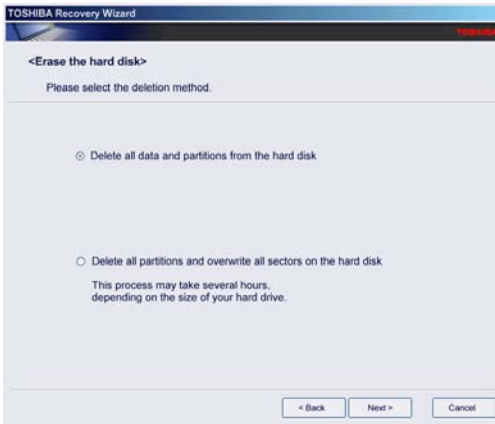 TOSHIBA Recovery Wizard
TOSHIBA
<Erase the hard disk>
Please select the deletion method.
Delete all data and partitions from the hard disk
Delete all partitions and overwrite all sectors on the hard disk
This process may take several hours,
depending on the size of your hard drive.
< Back Next > Cancel